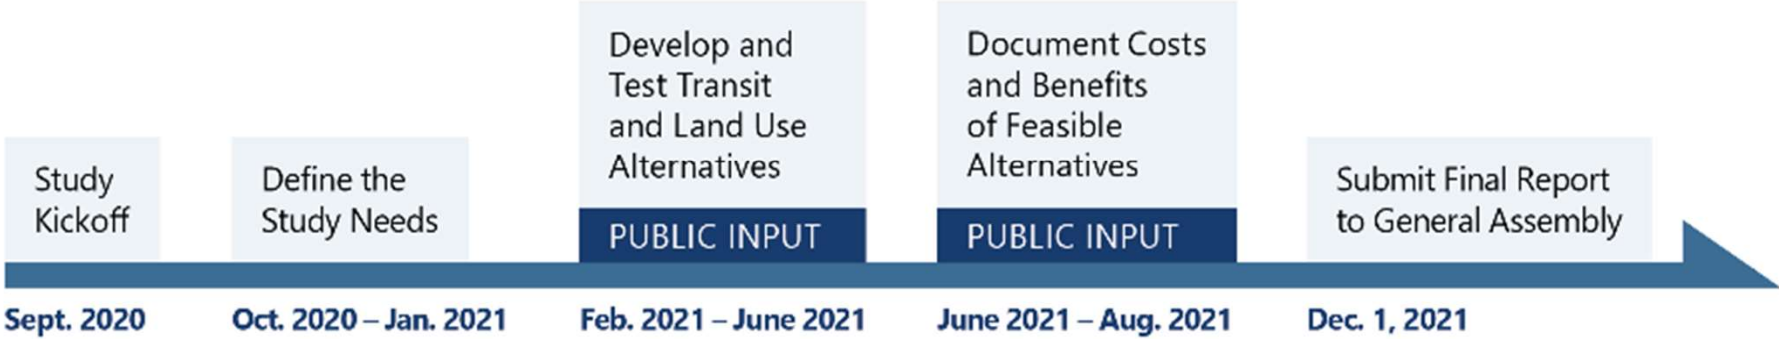 Study
Kickoff
Sept. 2020
Define the
Study Needs
Oct. 2020 – Jan. 2021
Develop and
Test Transit
and Land Use
Alternatives
PUBLIC INPUT
Feb. 2021 – June 2021
Document Costs
and Benefits
of Feasible
Alternatives
PUBLIC INPUT
June 2021 – Aug. 2021
Submit Final Report
to General Assembly
Dec. 1, 2021